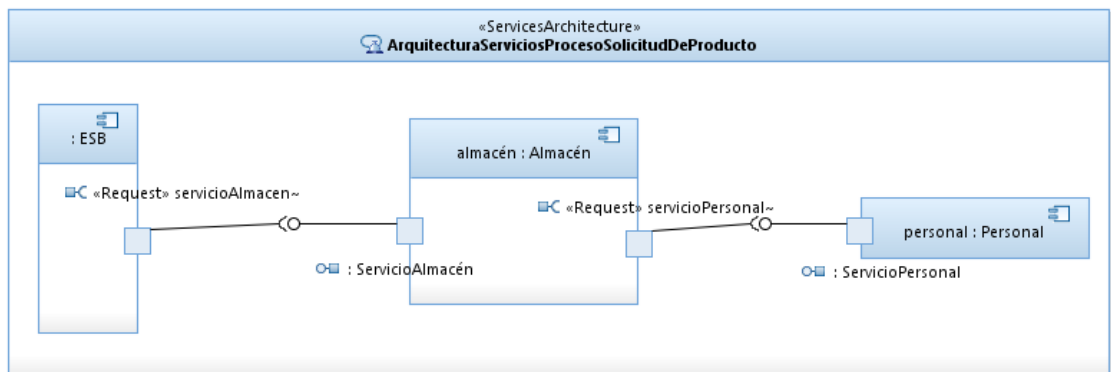 «ServicesArchitecture»
ArquitecturaServiciosProcesoSolicitudDeProducto
: ESB
almacén : Almacén
«Request» servicioAlmacen~
«Request» servicioPersonal~
personal : Personal
: ServicioAlmacén
: ServicioPersonal